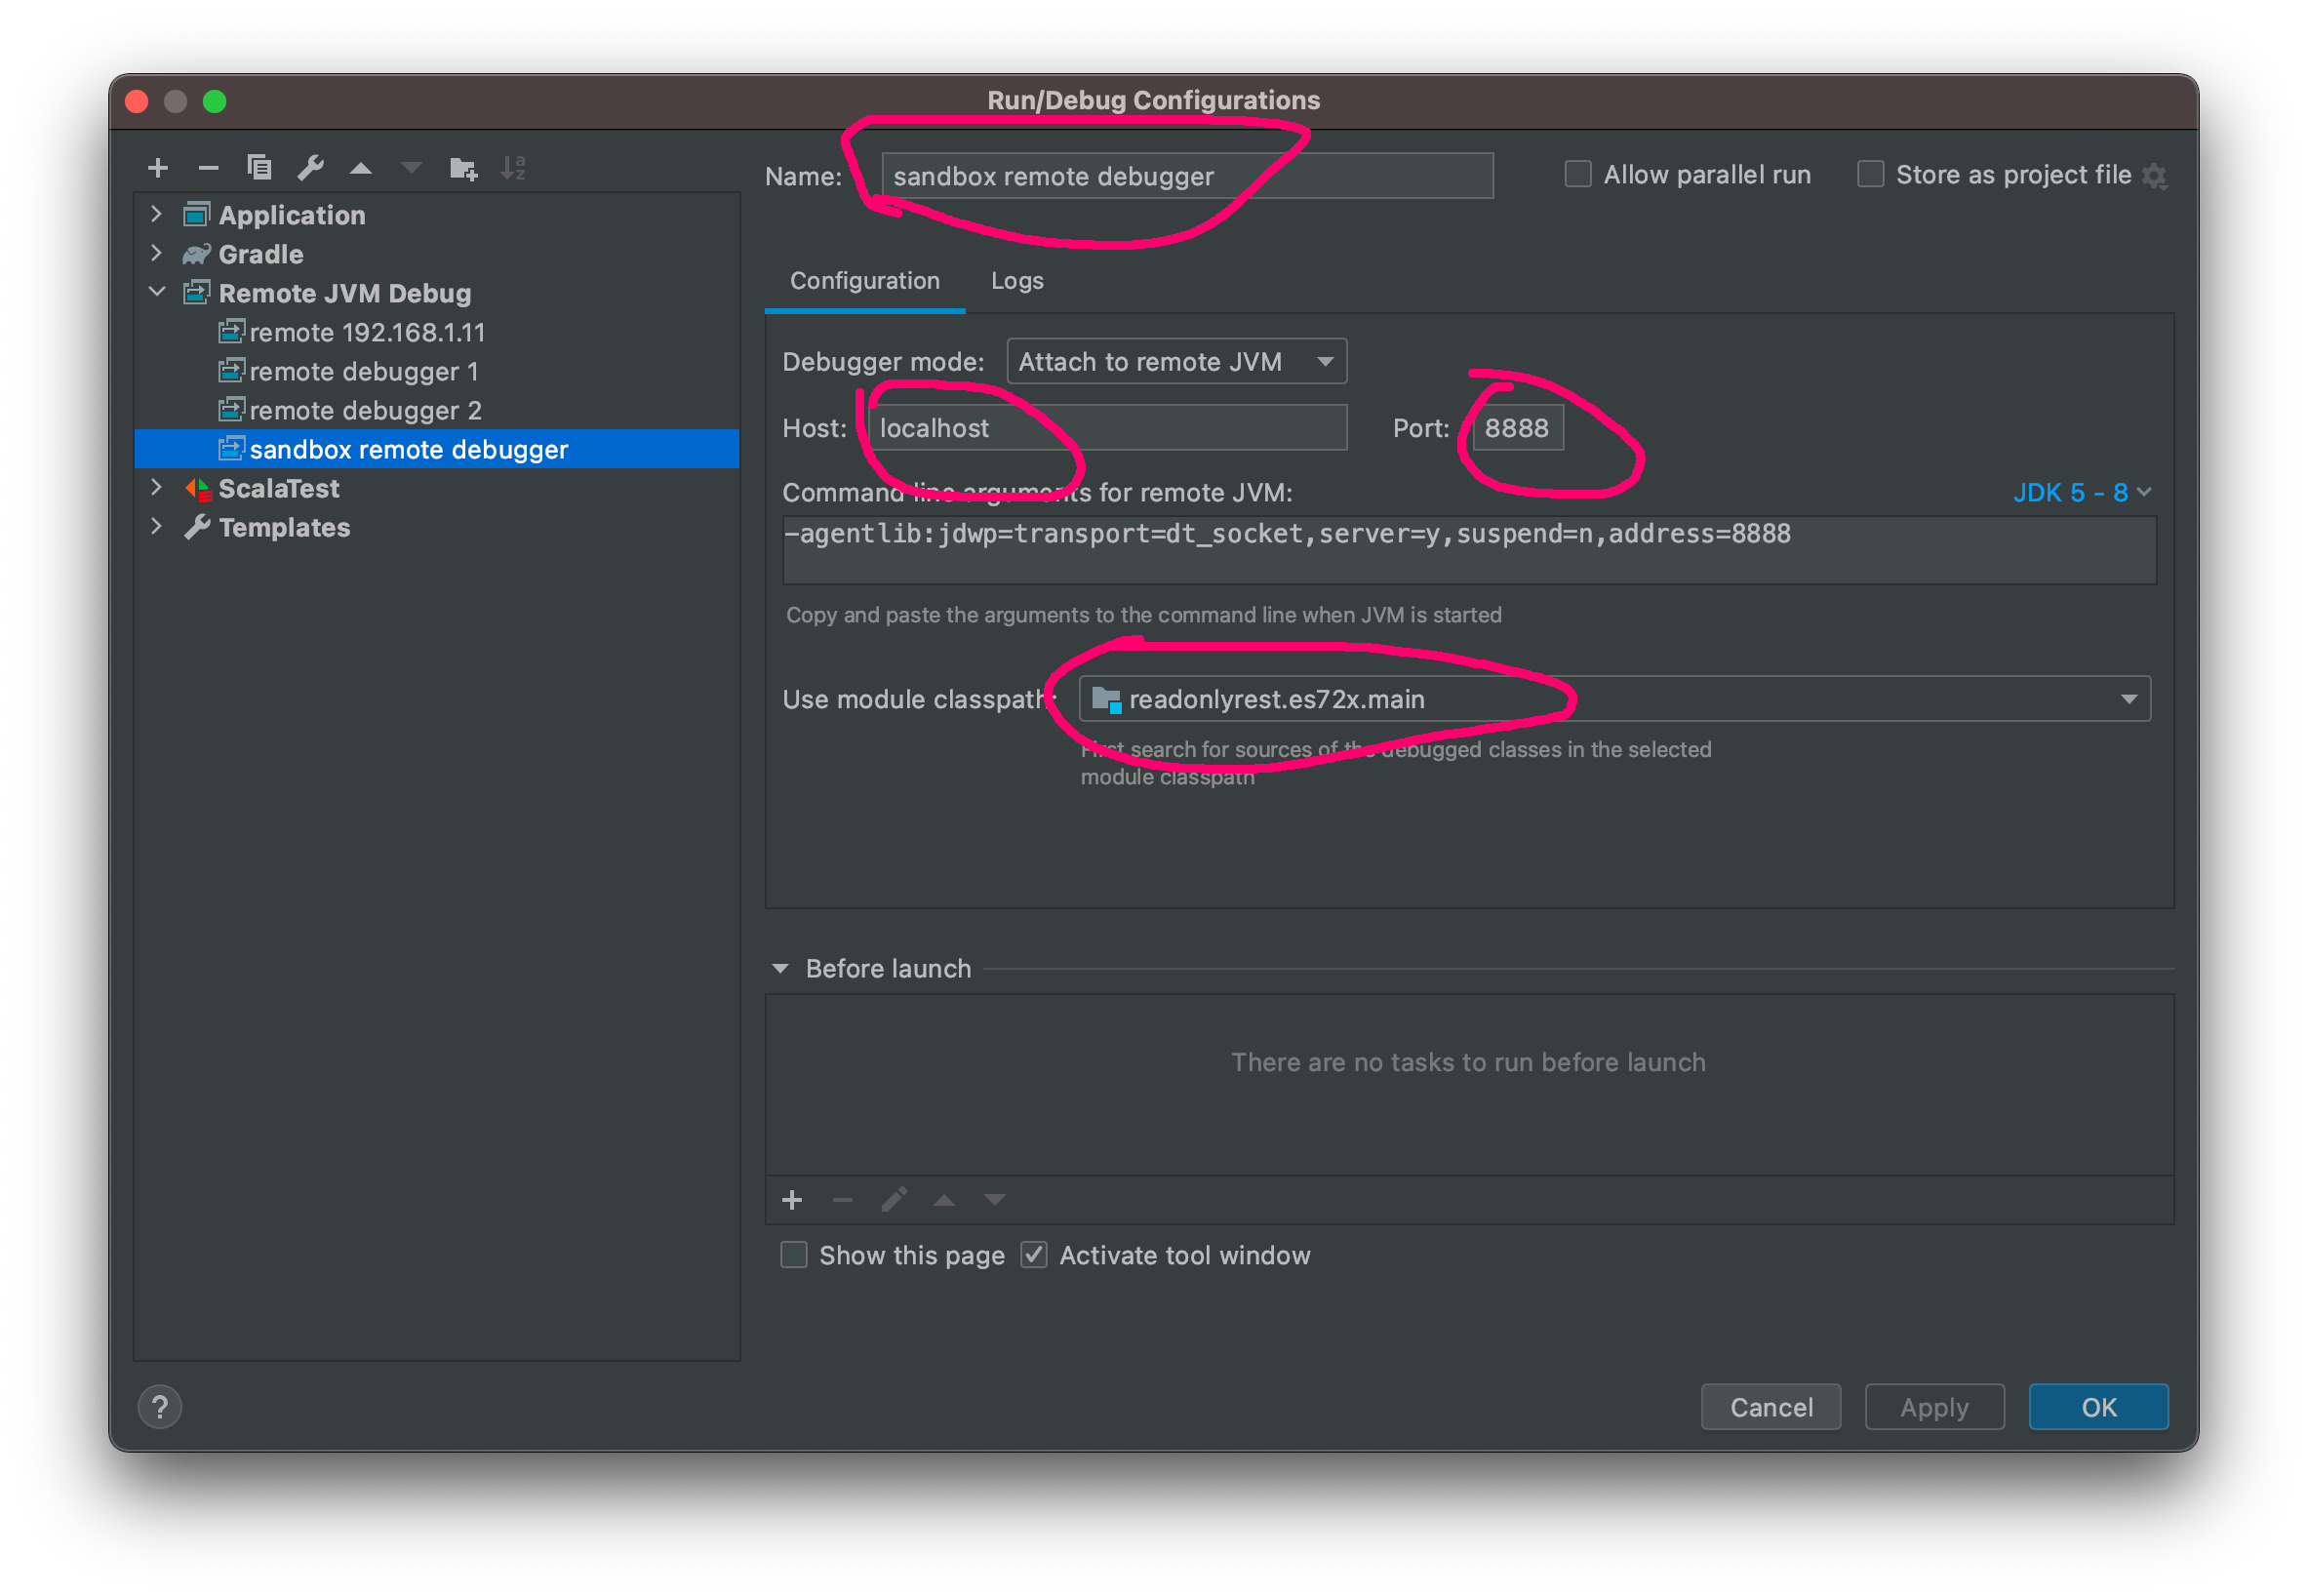 Run/Debug Configurations
Name: sandbox remote debugger
Allow parallel run
Store as project file
Application
Gradle
Remote JVM Debug
remote 192.168.1.11
remote debugger 1
remote debugger 2
sandbox remote debugger
ScalaTest
Templates
Configuration Logs
Debugger mode: Attach to remote JVM
Host: localhost Port: 8888
Command line arguments for remote JVM: JDK 5 - 8
-agentlib:jdwp=transport=dt_socket,server=y,suspend=n,address=8888
Copy and paste the arguments to the command line when JVM is started
Use module classpath: readonlyrest.es72x.main
First search for sources of the debugged classes in the selected
module classpath
Before launch
There are no tasks to run before launch
Show this page Activate tool window
? Cancel Apply OK